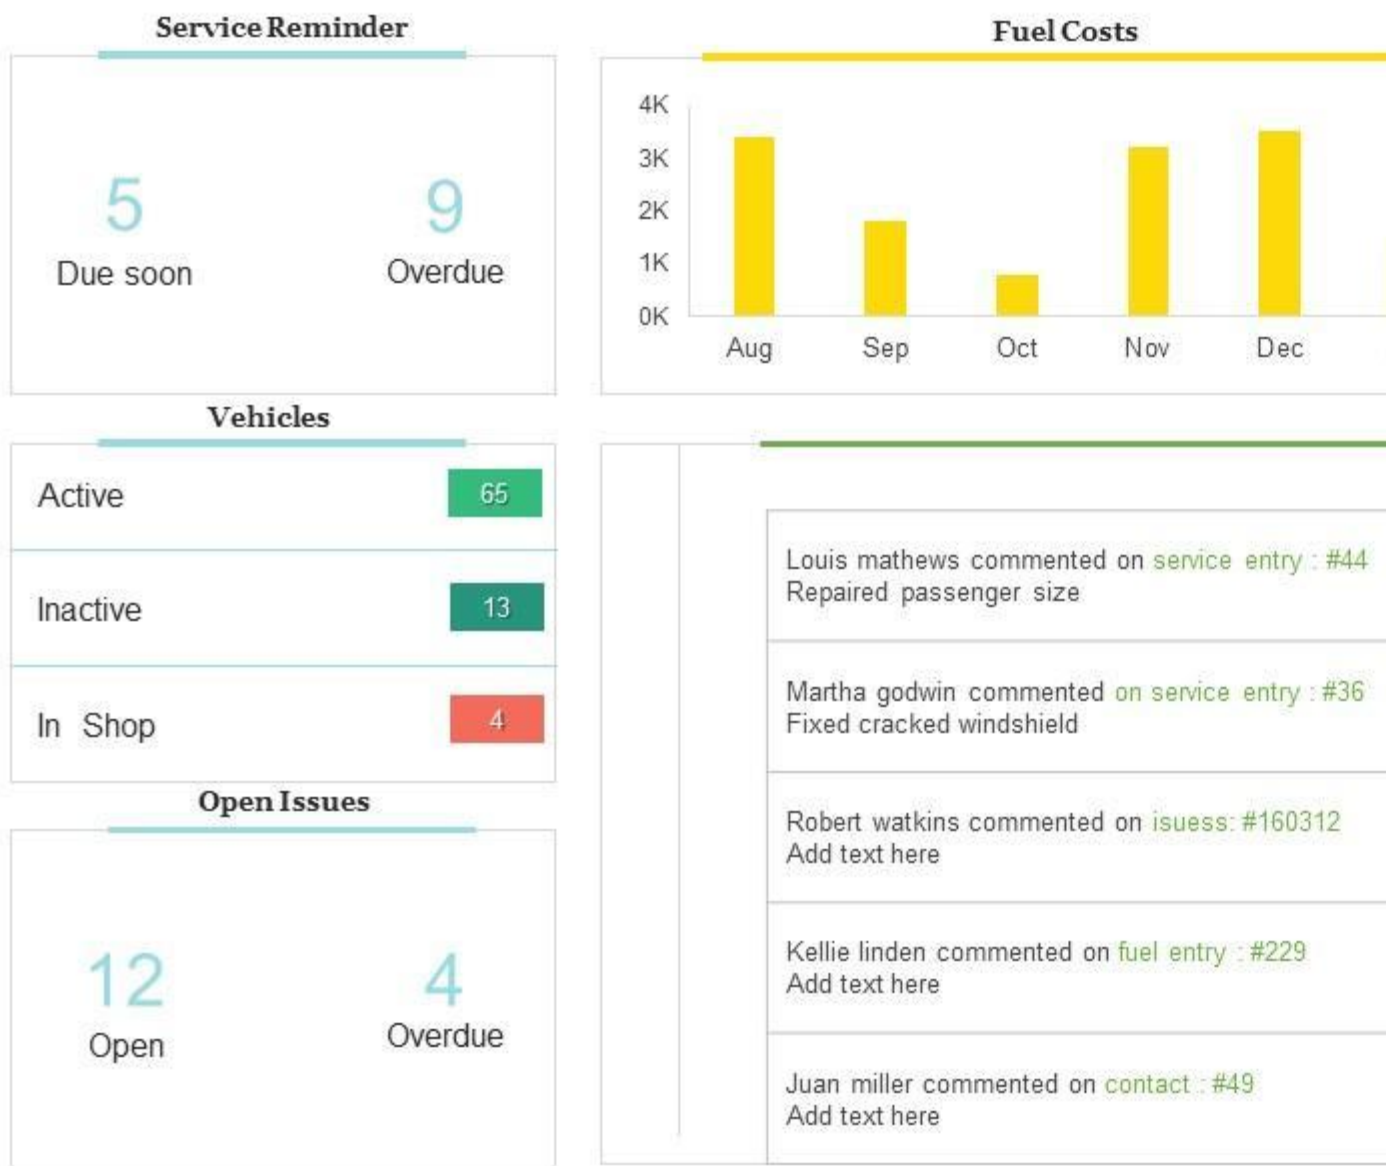 Service Reminder
5
Due soon
9
Overdue
Fuel Costs
4K
3K
2K
1K
0K
Aug
Sep
Oct
Nov
Dec
Vehicles
Active
65
Inactive
13
In Shop
4
Open Issues
12
Open
4
Overdue
Louis mathews commented on service entry : #44
Repaired passenger size
Martha godwin commented on service entry : #36
Fixed cracked windshield
Robert watkins commented on isuess: #160312
Add text here
Kellie linden commented on fuel entry : #229
Add text here
Juan miller commented on contact : #49
Add text here